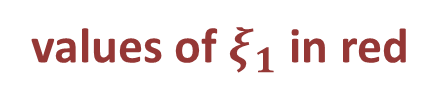 values of ξ₁ in red